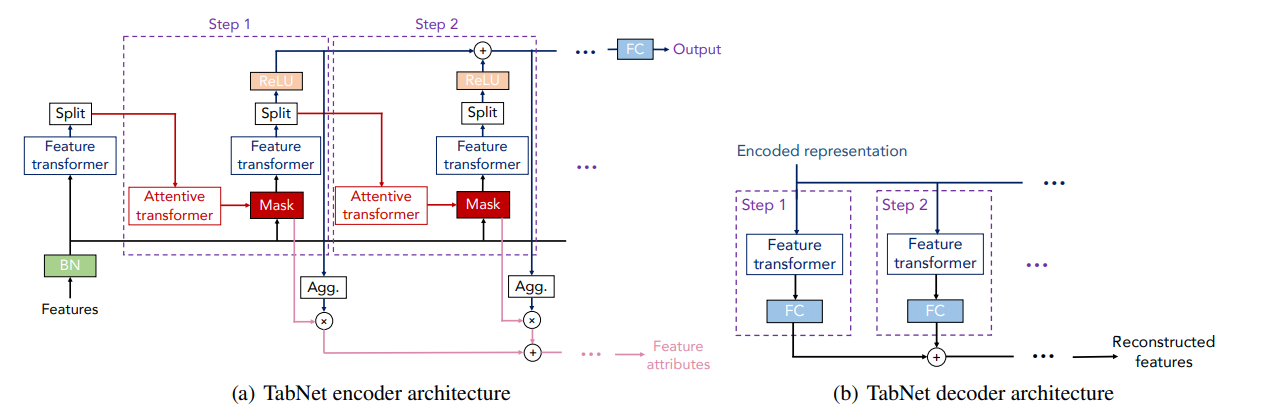 Step 1
Step 2
...
FC
Output
+
ReLU
ReLU
Split
Split
Split
Feature
transformer
Feature
transformer
Feature
transformer
...
Attentive
transformer
Mask
Attentive
transformer
Mask
BN
Features
Agg.
Agg.
×
×
+
...
Feature
attributes
(a) TabNet encoder architecture
Encoded representation
...
Step 1
Step 2
Feature
transformer
Feature
transformer
...
FC
FC
+
...
Reconstructed
features
(b) TabNet decoder architecture